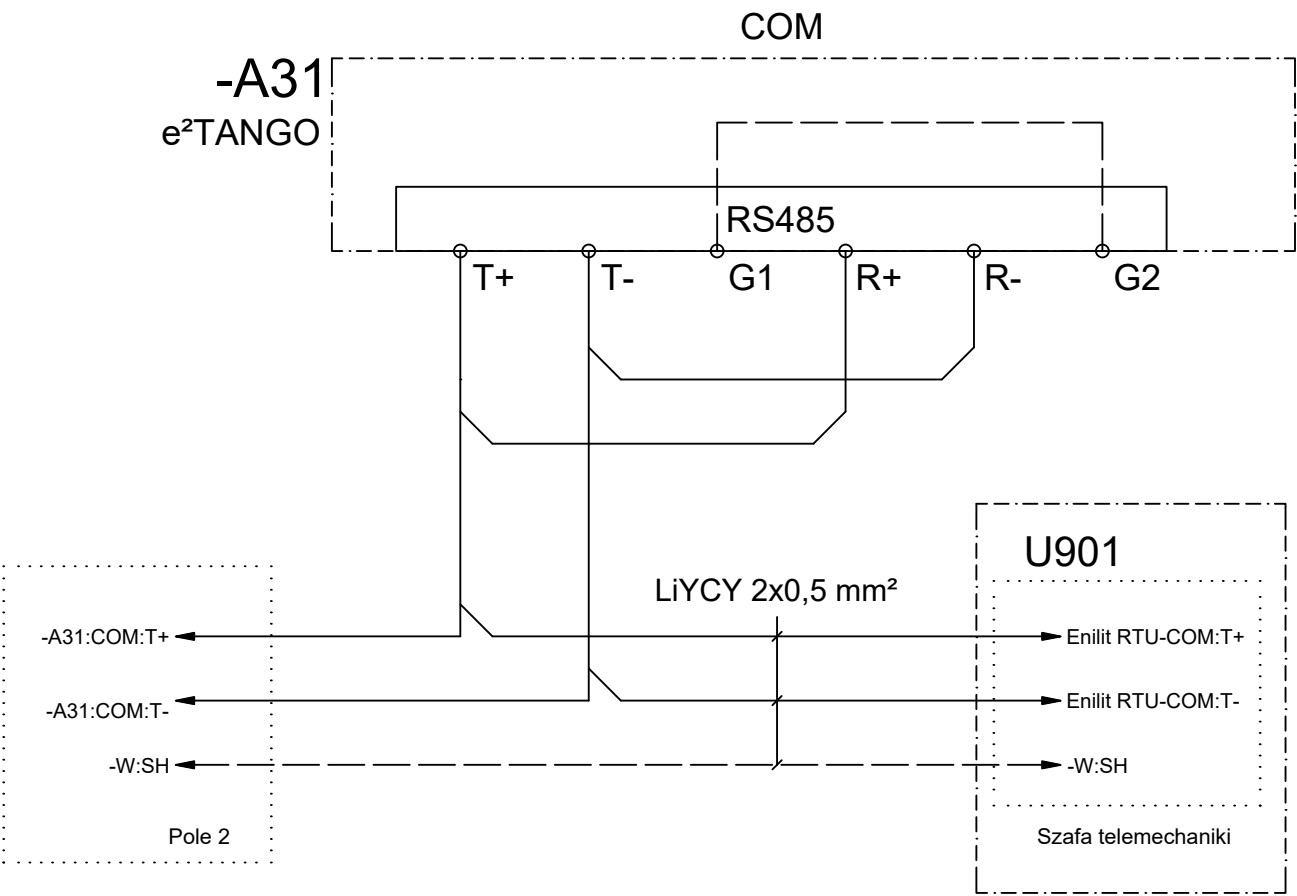 COM
-A31
e²TANGO
RS485
T+ T- G1 R+ R- G2
U901
LiYCY 2x0,5 mm²
-A31:COM:T+
Enilit RTU-COM:T+
-A31:COM:T-
Enilit RTU-COM:T-
-W:SH
-W:SH
Pole 2
Szafa telemechaniki